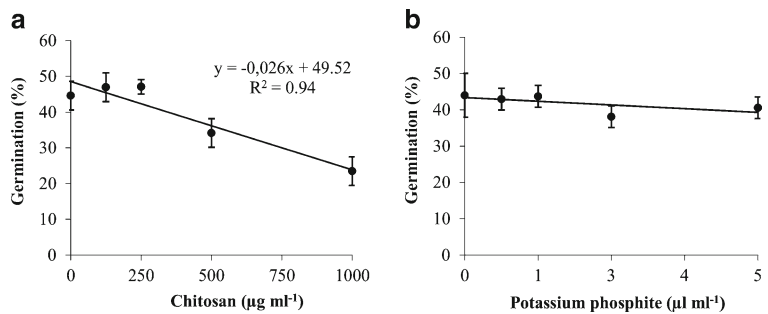 a
60
50
40
30
20
10
0
Germination (%)
y = -0,026x + 49.52
R² = 0.94
0 250 500 750 1000
Chitosan (µg ml⁻¹)
b
60
50
40
30
20
10
0
Germination (%)
0 1 3 4 5
Potassium phosphite (µl ml⁻¹)